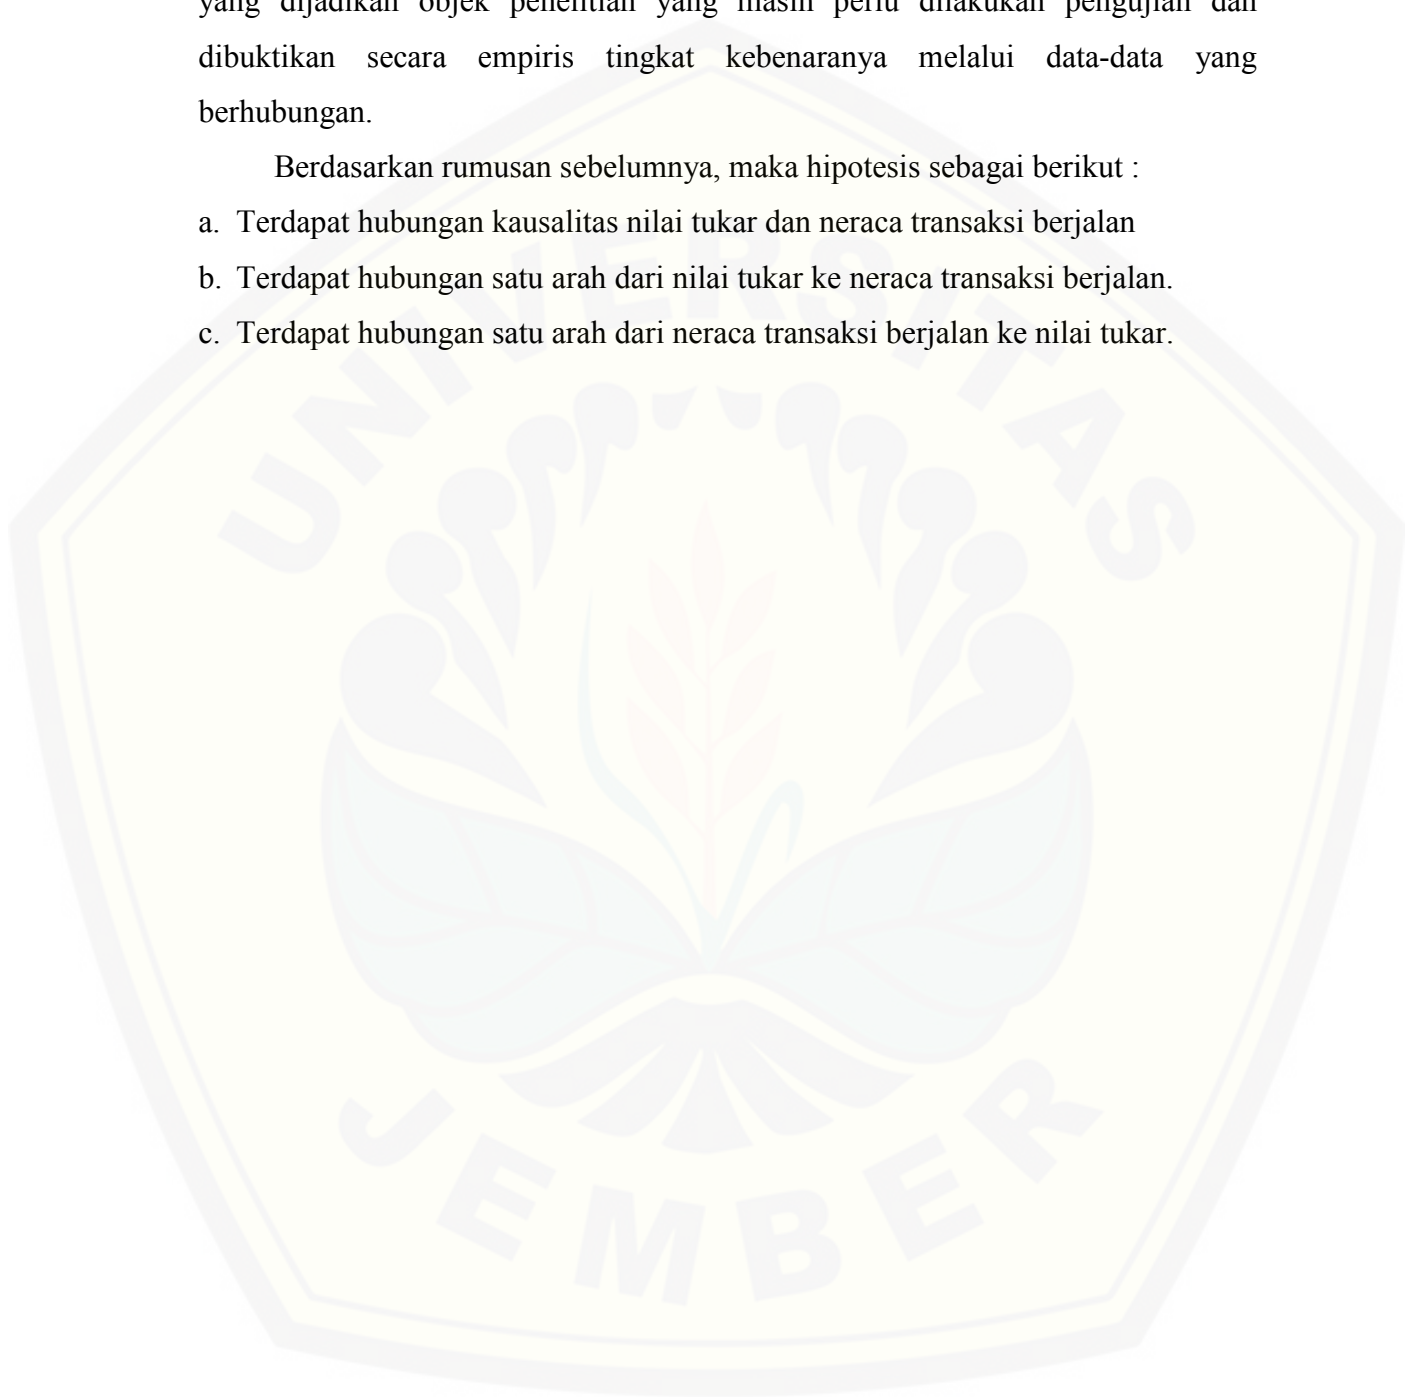 yang dijadikan objek penelitian yang masih perlu dilakukan pengujian dan
dibuktikan secara empiris tingkat kebenaranya melalui data-data yang
berhubungan.
Berdasarkan rumusan sebelumnya, maka hipotesis sebagai berikut :
a. Terdapat hubungan kausalitas nilai tukar dan neraca transaksi berjalan
b. Terdapat hubungan satu arah dari nilai tukar ke neraca transaksi berjalan.
c. Terdapat hubungan satu arah dari neraca transaksi berjalan ke nilai tukar.
UNIVERSITAS
JEMBER